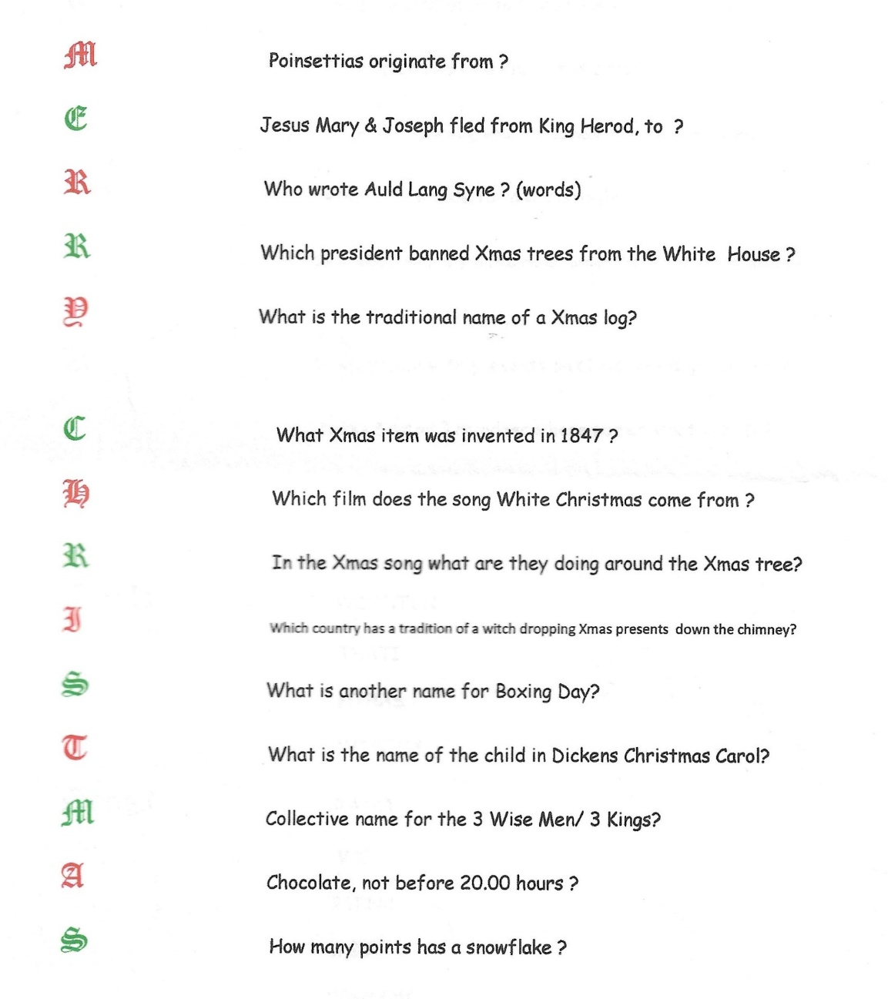 M Poinsettias originate from ?
E Jesus Mary & Joseph fled from King Herod, to ?
R Who wrote Auld Lang Syne ? (words)
R Which president banned Xmas trees from the White House ?
Y What is the traditional name of a Xmas log?
C What Xmas item was invented in 1847 ?
H Which film does the song White Christmas come from ?
R In the Xmas song what are they doing around the Xmas tree?
I Which country has a tradition of a witch dropping Xmas presents down the chimney?
S What is another name for Boxing Day?
T What is the name of the child in Dickens Christmas Carol?
M Collective name for the 3 Wise Men/ 3 Kings?
A Chocolate, not before 20.00 hours ?
S How many points has a snowflake ?